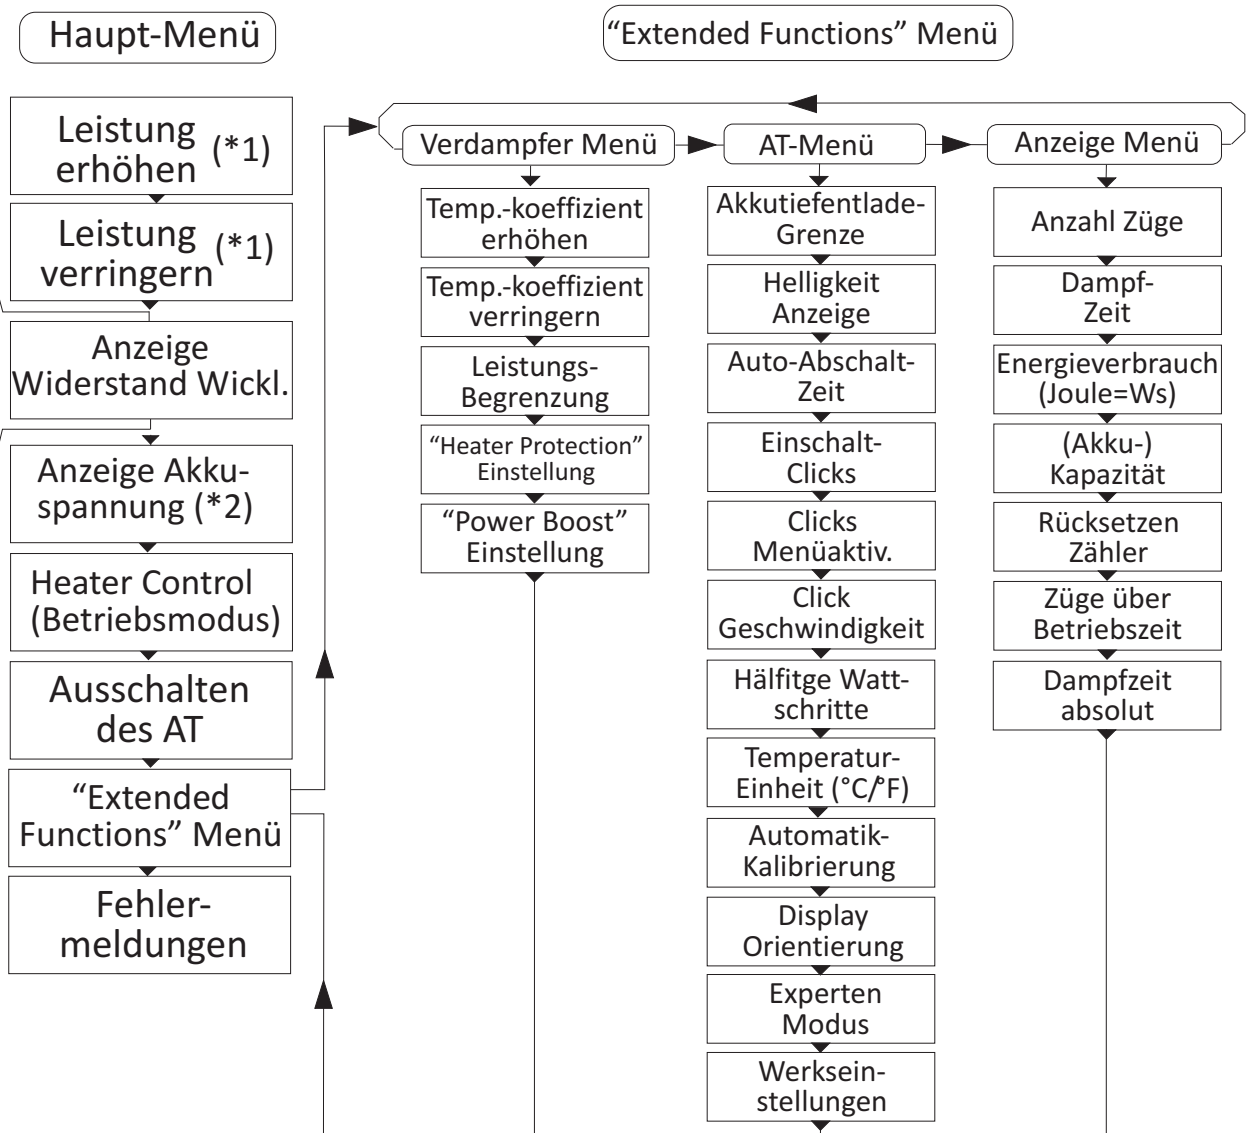 Haupt-Menü
Leistung
erhöhen (*1)
Leistung
verringern (*1)
Anzeige
Widerstand Wickl.
Anzeige Akku-
spannung (*2)
Heater Control
(Betriebsmodus)
Ausschalten
des AT
“Extended
Functions” Menü
Fehler-
meldungen
“Extended Functions” Menü
Verdampfer Menü
Temp.-koeffizient
erhöhen
Temp.-koeffizient
verringern
Leistungs-
Begrenzung
“Heater Protection”
Einstellung
“Power Boost”
Einstellung
AT-Menü
Akkutiefentlade-
Grenze
Helligkeit
Anzeige
Auto-Abschalt-
Zeit
Einschalt-
Clicks
Clicks
Menüaktiv.
Click
Geschwindigkeit
Hälfitge Watt-
schritte
Temperatur-
Einheit (°C/°F)
Automatik-
Kalibrierung
Display
Orientierung
Experten
Modus
Werksein-
stellungen
Anzeige Menü
Anzahl Züge
Dampf-
Zeit
Energieverbrauch
(Joule=Ws)
(Akku-)
Kapazität
Rücksetzen
Zähler
Züge über
Betriebszeit
Dampfzeit
absolut